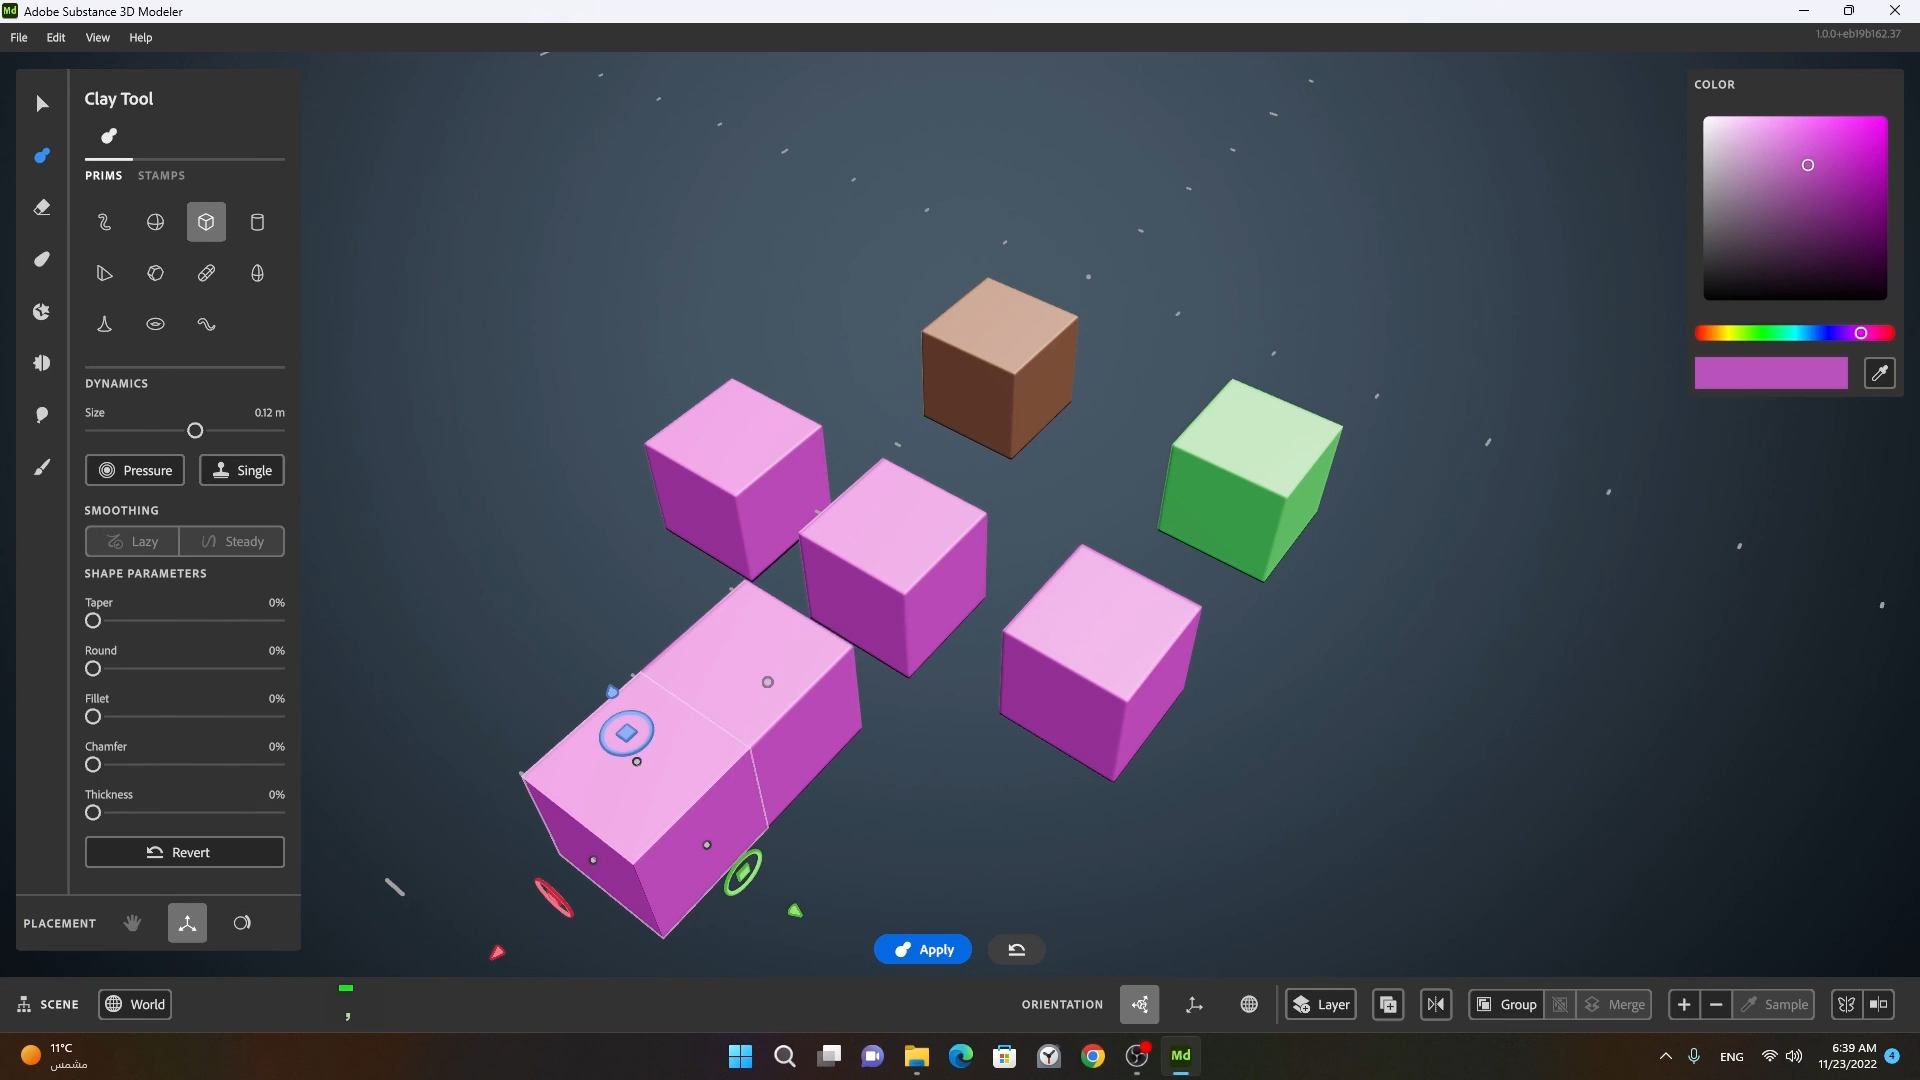 Md Adobe Substance 3D Modeler
File Edit View Help
1.0.0+eb19b162.37
Clay Tool
PRIMS STAMPS
DYNAMICS
Size 0.12 m
Pressure Single
SMOOTHING
Lazy Steady
SHAPE PARAMETERS
Taper 0%
Round 0%
Fillet 0%
Chamfer 0%
Thickness 0%
Revert
PLACEMENT
COLOR
Apply
SCENE World
,
ORIENTATION Layer Group Merge Sample
11°C
مشمس
Md
ENG
6:39 AM
11/23/2022
4